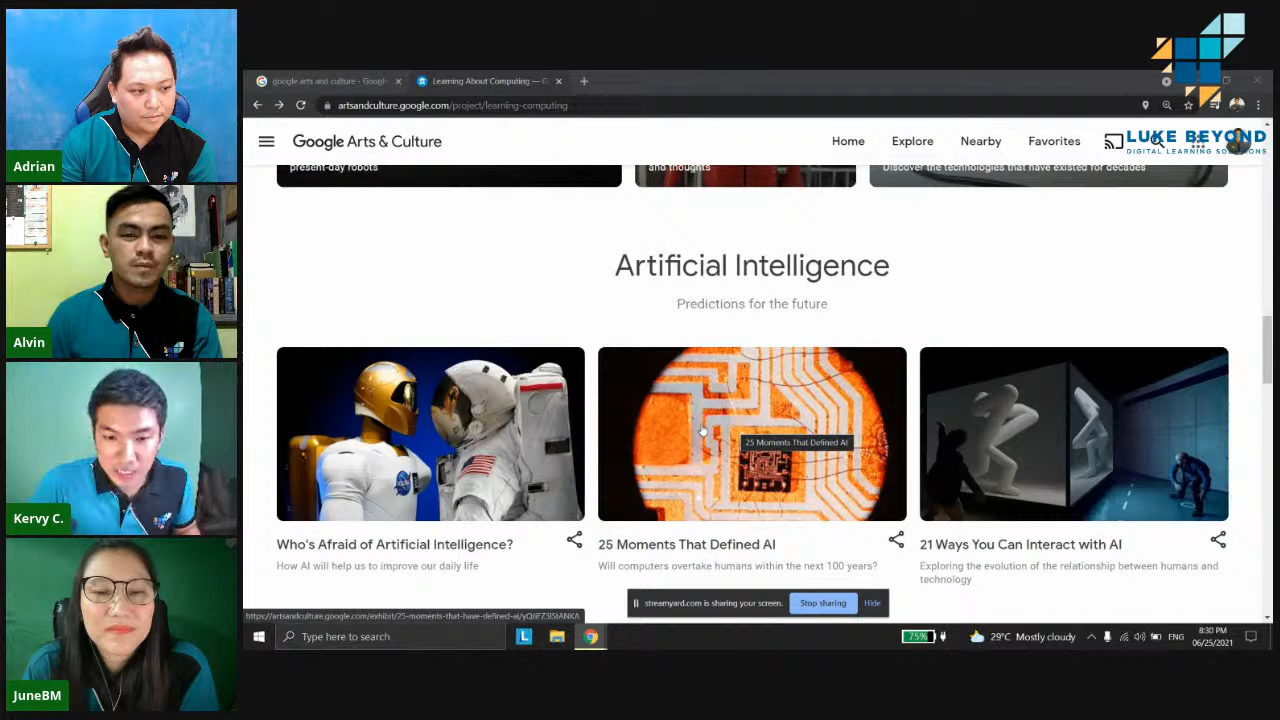 Adrian
Alvin
Kervy C.
JuneBM
google arts and culture - Googl
Learning About Computing — G
artsandculture.google.com/project/learning-computing
LUKE BEYOND
DIGITAL LEARNING SOLUTIONS
Google Arts & Culture
Home
Explore
Nearby
Favorites
present-day robots
and thoughts
Discover the technologies that have existed for decades
Artificial Intelligence
Predictions for the future
25 Moments That Defined AI
Who's Afraid of Artificial Intelligence?
How AI will help us to improve our daily life
25 Moments That Defined AI
Will computers overtake humans within the next 100 years?
21 Ways You Can Interact with AI
Exploring the evolution of the relationship between humans and
technology
streamyard.com is sharing your screen.
Stop sharing
Hide
Type here to search
75%
29°C Mostly cloudy
ENG
8:30 PM
06/25/2021